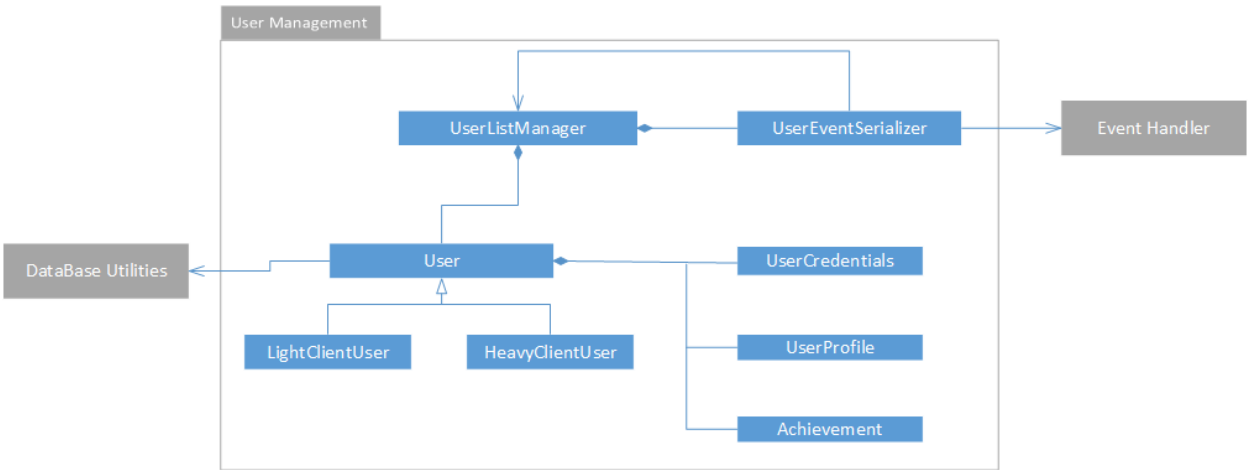 User Management
UserListManager
UserEventSerializer
Event Handler
User
UserCredentials
DataBase Utilities
LightClientUser
HeavyClientUser
UserProfile
Achievement